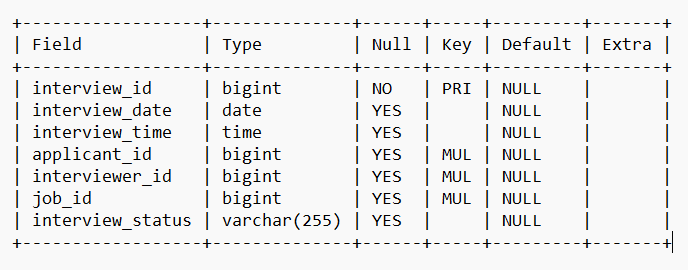 +------------------+--------------+------+-----+---------+-------+
| Field            | Type         | Null | Key | Default | Extra |
+------------------+--------------+------+-----+---------+-------+
| interview_id     | bigint       | NO   | PRI | NULL    |       |
| interview_date   | date         | YES  |     | NULL    |       |
| interview_time   | time         | YES  |     | NULL    |       |
| applicant_id     | bigint       | YES  | MUL | NULL    |       |
| interviewer_id   | bigint       | YES  | MUL | NULL    |       |
| job_id           | bigint       | YES  | MUL | NULL    |       |
| interview_status | varchar(255) | YES  |     | NULL    |       |
+------------------+--------------+------+-----+---------+-------+